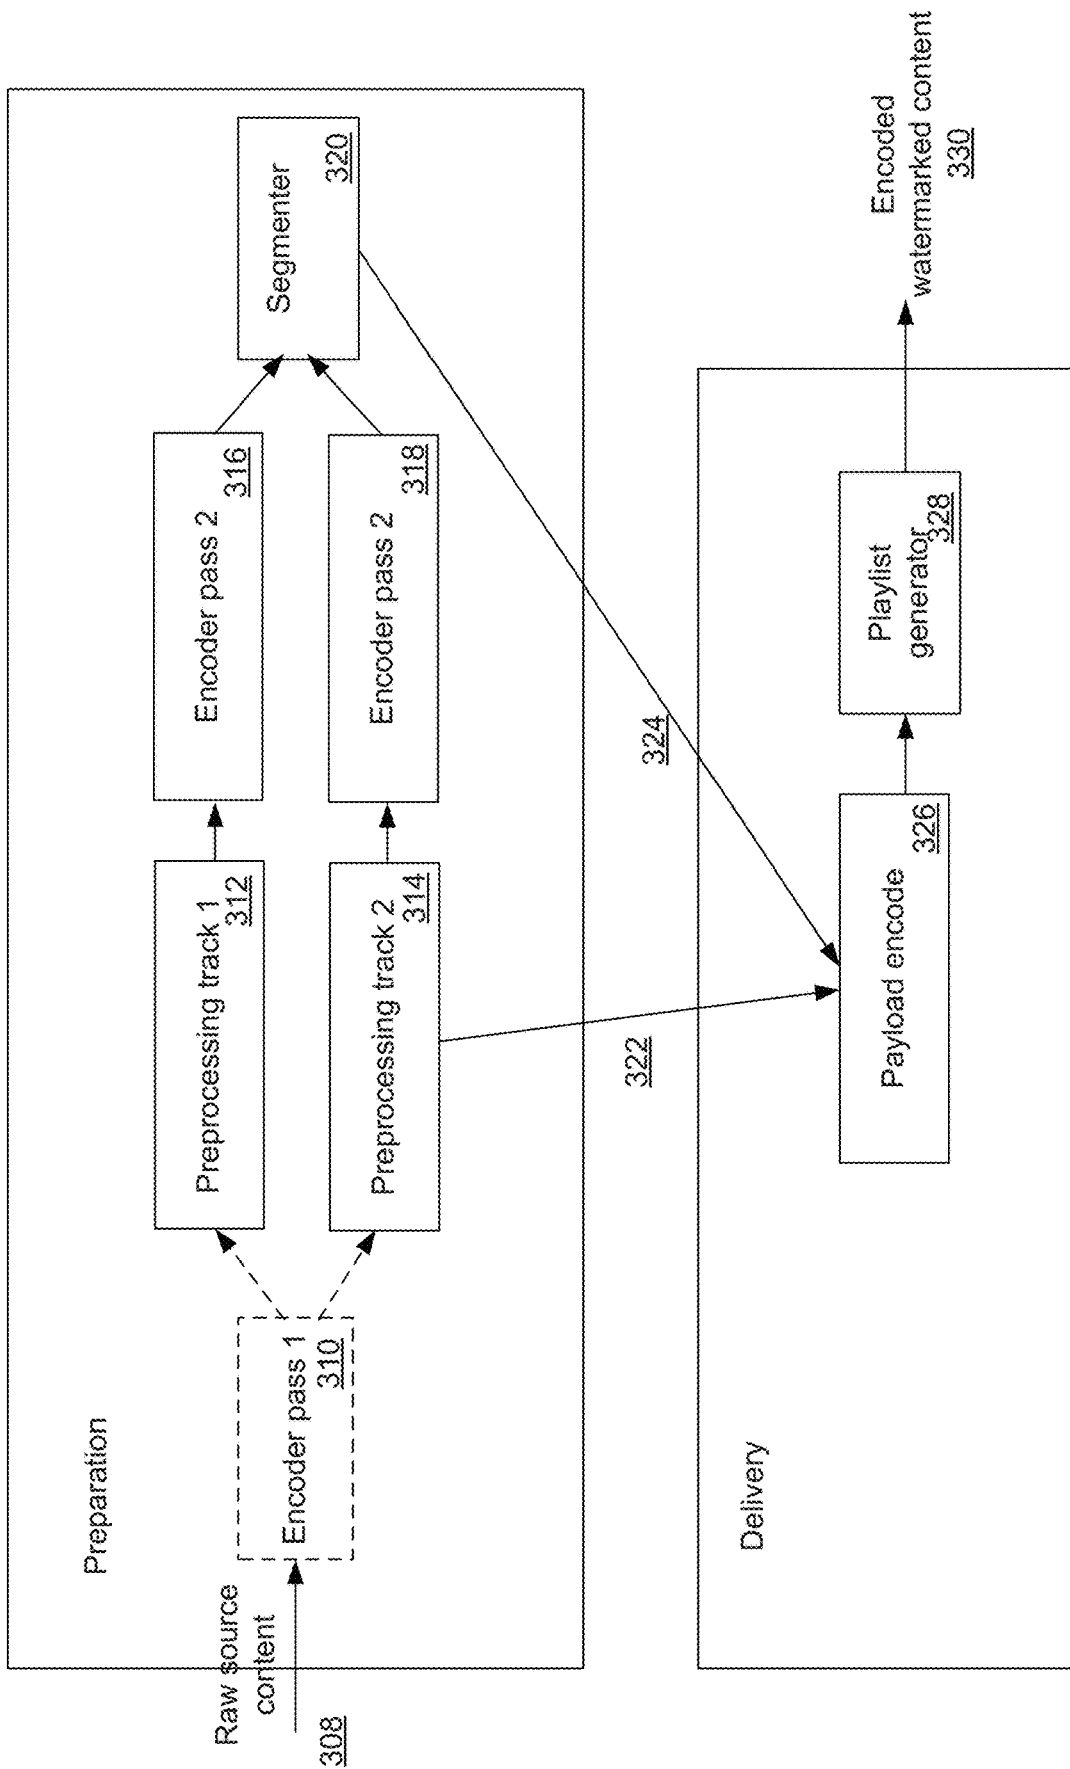 Preparation
Raw source
content
308
Encoder pass 1
310
Preprocessing track 1
312
Preprocessing track 2
314
Encoder pass 2
316
Encoder pass 2
318
Segmenter
320
322
324
Delivery
Payload encode
326
Playlist
generator
328
Encoded
watermarked content
330